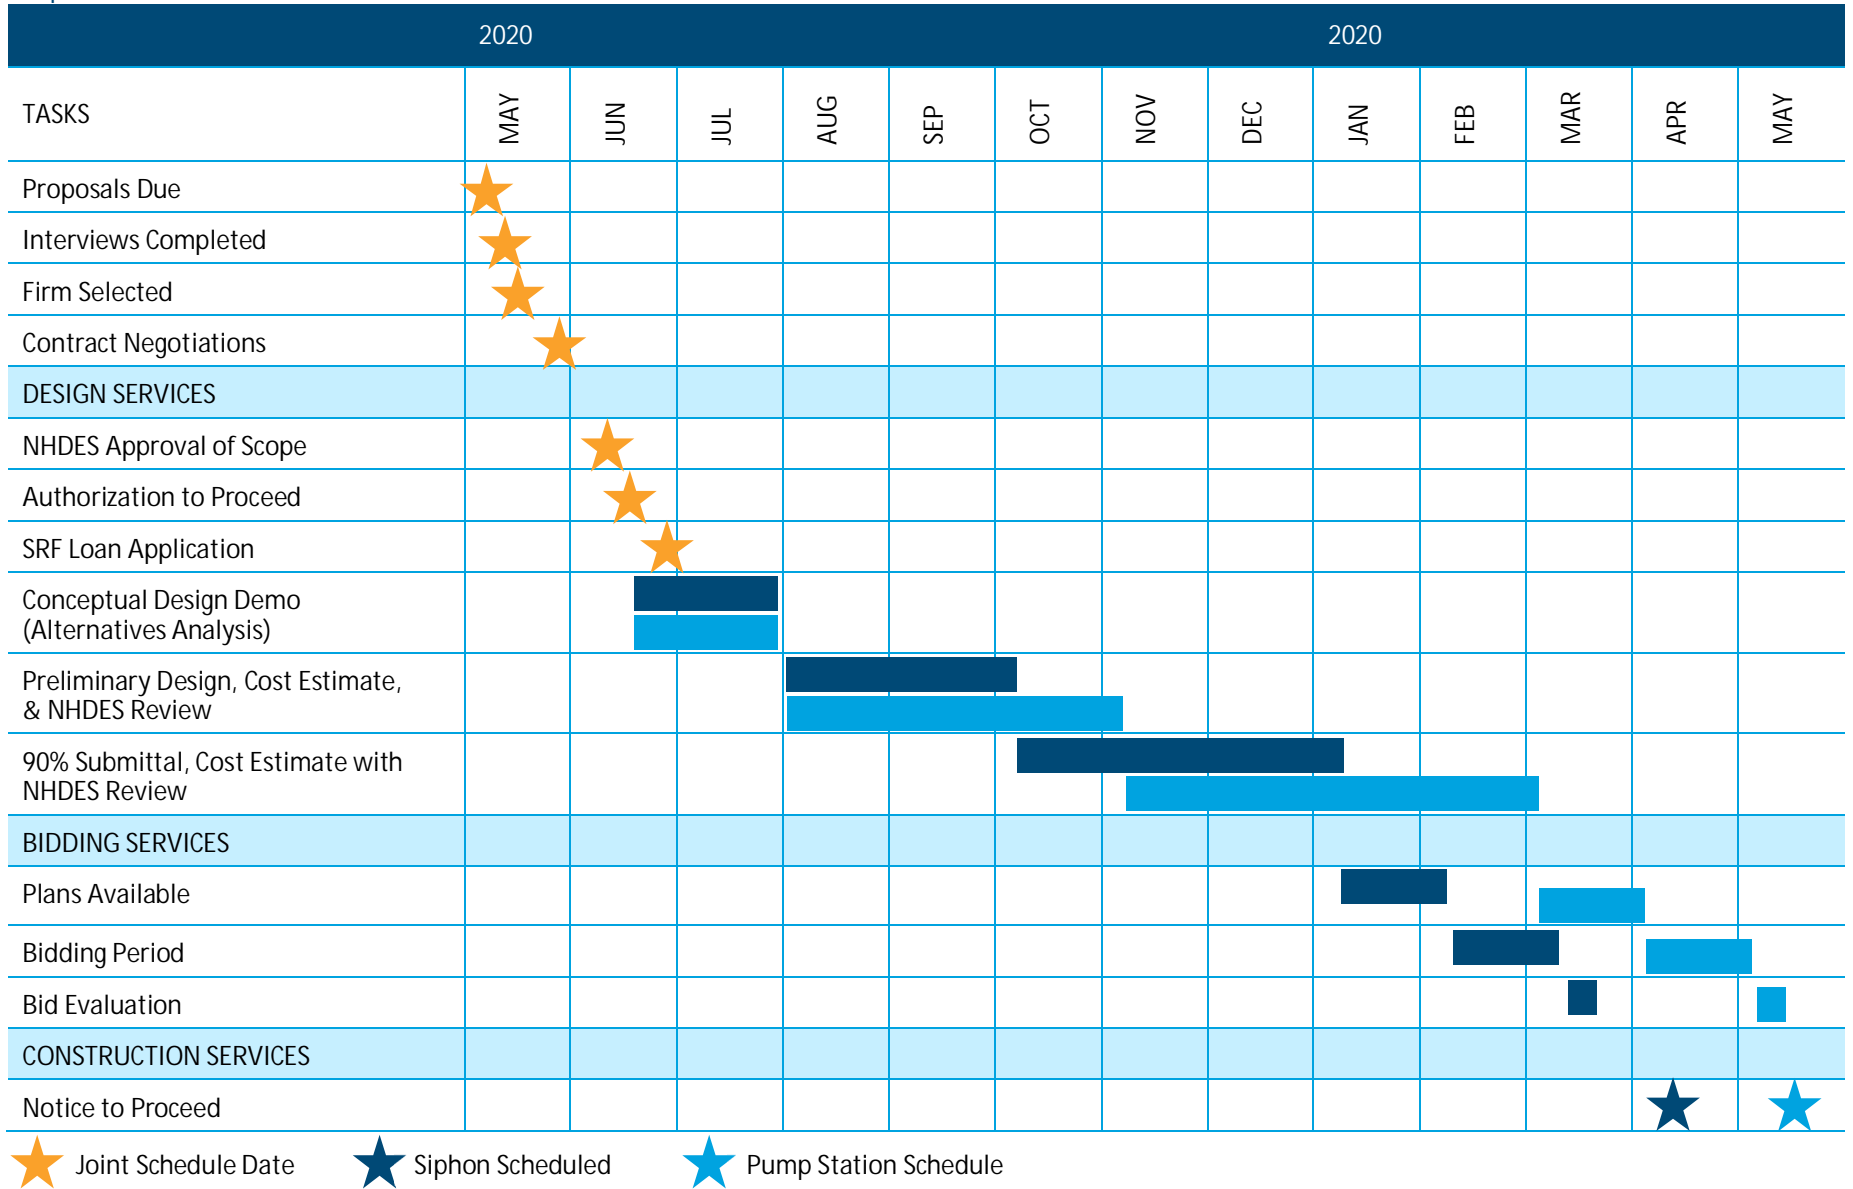 2020 2020
TASKS MAY JUN JUL AUG SEP OCT NOV DEC JAN FEB MAR APR MAY
Proposals Due
Interviews Completed
Firm Selected
Contract Negotiations
DESIGN SERVICES
NHDES Approval of Scope
Authorization to Proceed
SRF Loan Application
Conceptual Design Demo
(Alternatives Analysis)
Preliminary Design, Cost Estimate,
& NHDES Review
90% Submittal, Cost Estimate with
NHDES Review
BIDDING SERVICES
Plans Available
Bidding Period
Bid Evaluation
CONSTRUCTION SERVICES
Notice to Proceed
Joint Schedule Date Siphon Scheduled Pump Station Schedule